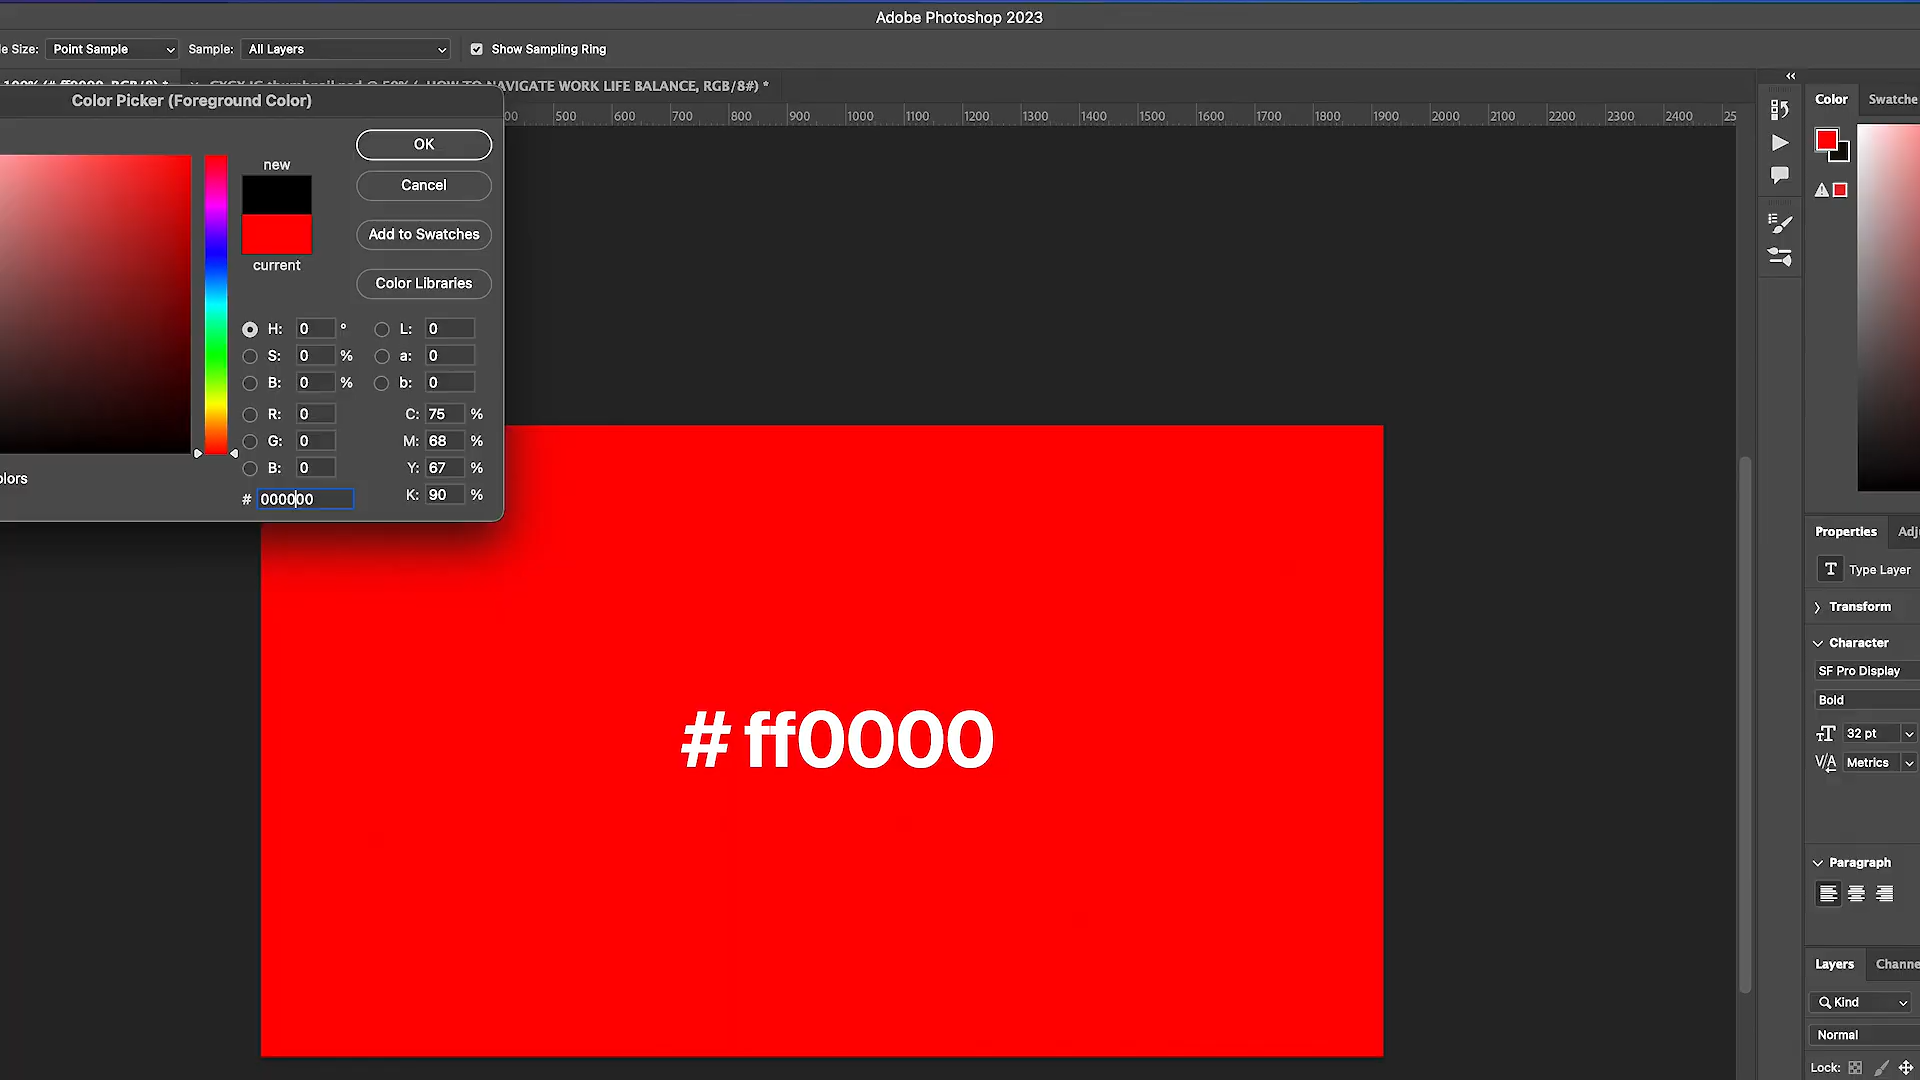 Adobe Photoshop 2023
le Size: Point Sample Sample: All Layers Show Sampling Ring
HOW TO NAVIGATE WORK LIFE BALANCE, RGB/8#) *
Color Picker (Foreground Color)
500 600 700 800 900 1000 1100 1200 1300 1400 1500 1600 1700 1800 1900 2000 2100 2200 2300 2400 25
Color Swatche
new
OK
Cancel
Add to Swatches
current
Color Libraries
H: 0 ° L: 0
S: 0 % a: 0
B: 0 % b: 0
R: 0 C: 75 %
G: 0 M: 68 %
B: 0 Y: 67 %
# 000000 K: 90 %
olors
# ff0000
Properties Adj
T Type Layer
Transform
Character
SF Pro Display
Bold
32 pt
Metrics
Paragraph
Layers Channe
Kind
Normal
Lock: